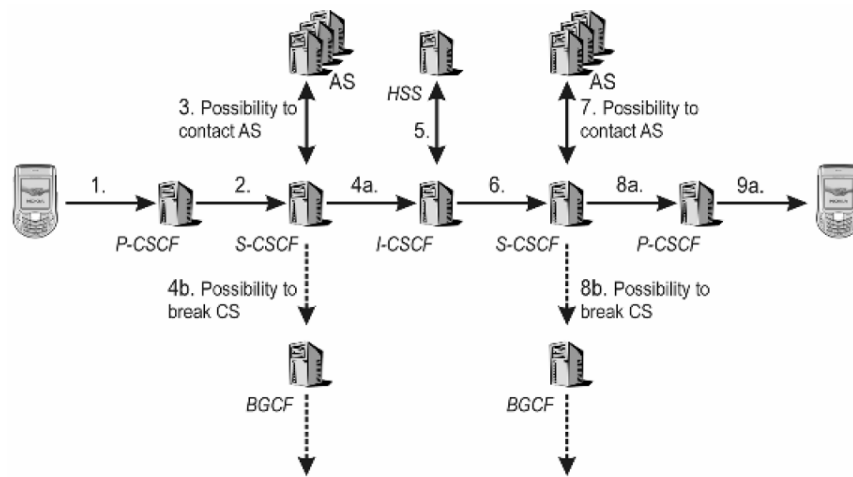 AS
HSS
AS
3. Possibility to
contact AS
5.
7. Possibility to
contact AS
1.
2.
4a.
6.
8a.
9a.
P-CSCF
S-CSCF
I-CSCF
S-CSCF
P-CSCF
4b. Possibility to
break CS
8b. Possibility to
break CS
BGCF
BGCF